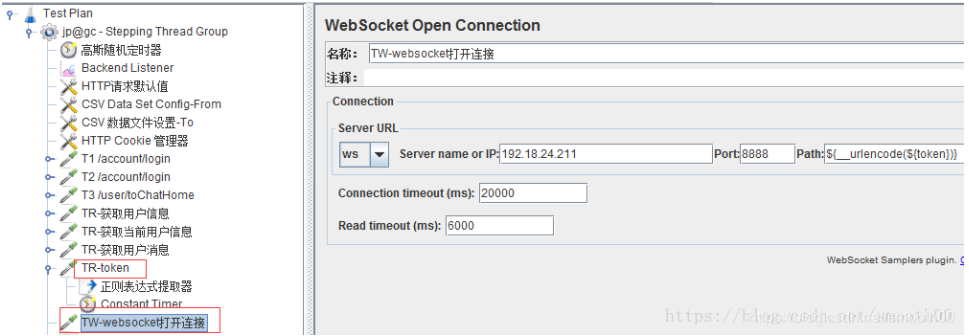 Test Plan
jp@gc - Stepping Thread Group
高斯随机定时器
Backend Listener
HTTP请求默认值
CSV Data Set Config-From
CSV 数据文件设置-To
HTTP Cookie 管理器
T1 /account/login
T2 /account/login
T3 /user/toChatHome
TR-获取用户信息
TR-获取当前用户信息
TR-获取用户消息
TR-token
正则表达式提取器
Constant Timer
TW-websocket打开连接
WebSocket Open Connection
名称: TW-websocket打开连接
注释:
Connection
Server URL
ws Server name or IP: 192.18.24.211 Port: 8888 Path: ${__urlencode(${token})}
Connection timeout (ms): 20000
Read timeout (ms): 6000
WebSocket Samplers plugin.